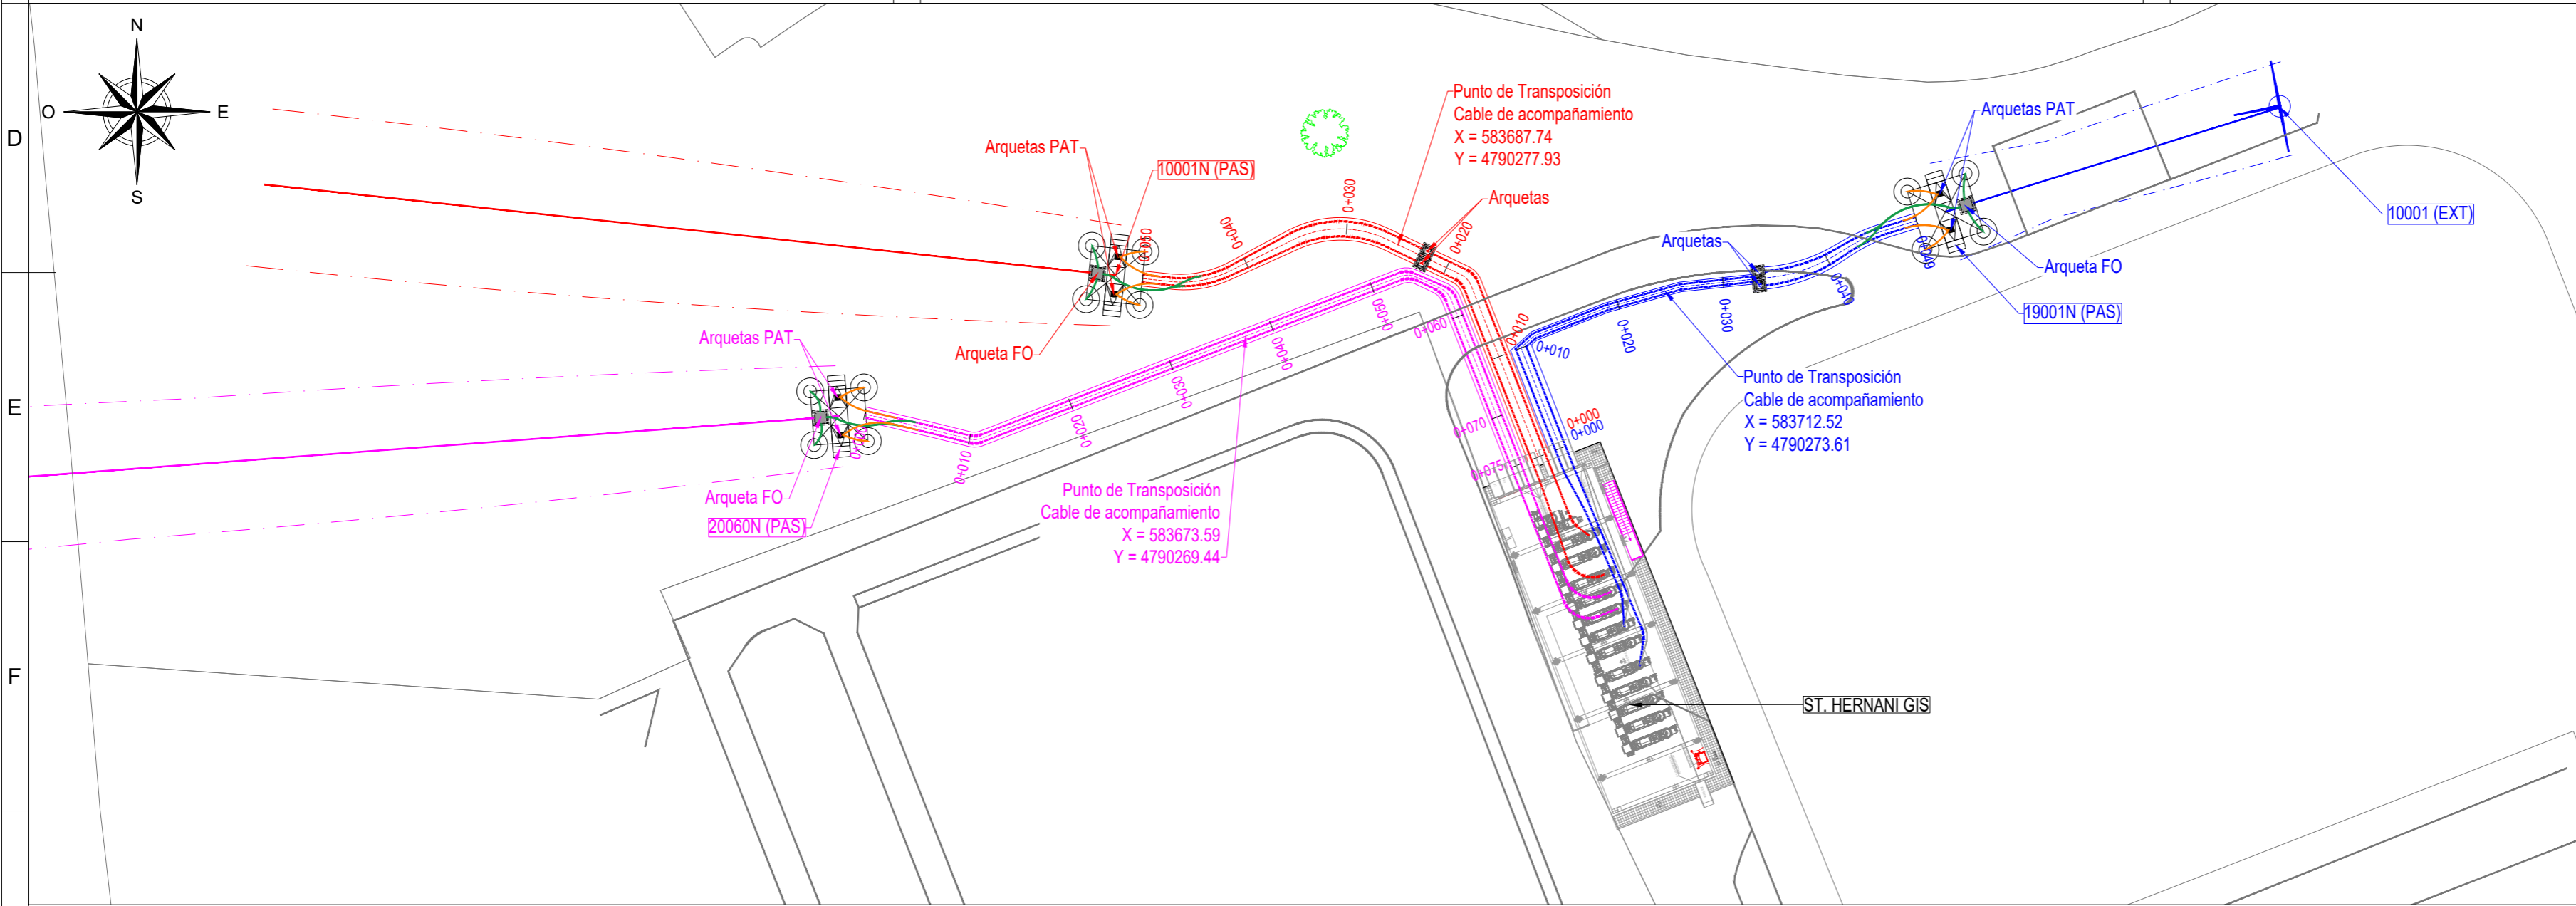 N
O
E
S
D
E
F
Punto de Transposición
Cable de acompañamiento
X = 583687.74
Y = 4790277.93
Arquetas PAT
10001N (PAS)
Arquetas
Arqueta FO
0+050
0+040
0+030
0+020
0+010
0+000
Arquetas PAT
10001 (EXT)
Arqueta FO
19001N (PAS)
Arquetas
0+049
0+040
0+030
0+020
0+010
0+000
Punto de Transposición
Cable de acompañamiento
X = 583712.52
Y = 4790273.61
Arquetas PAT
Arqueta FO
20060N (PAS)
0+010
0+020
0+030
0+040
0+050
0+060
0+070
0+075
Punto de Transposición
Cable de acompañamiento
X = 583673.59
Y = 4790269.44
ST. HERNANI GIS